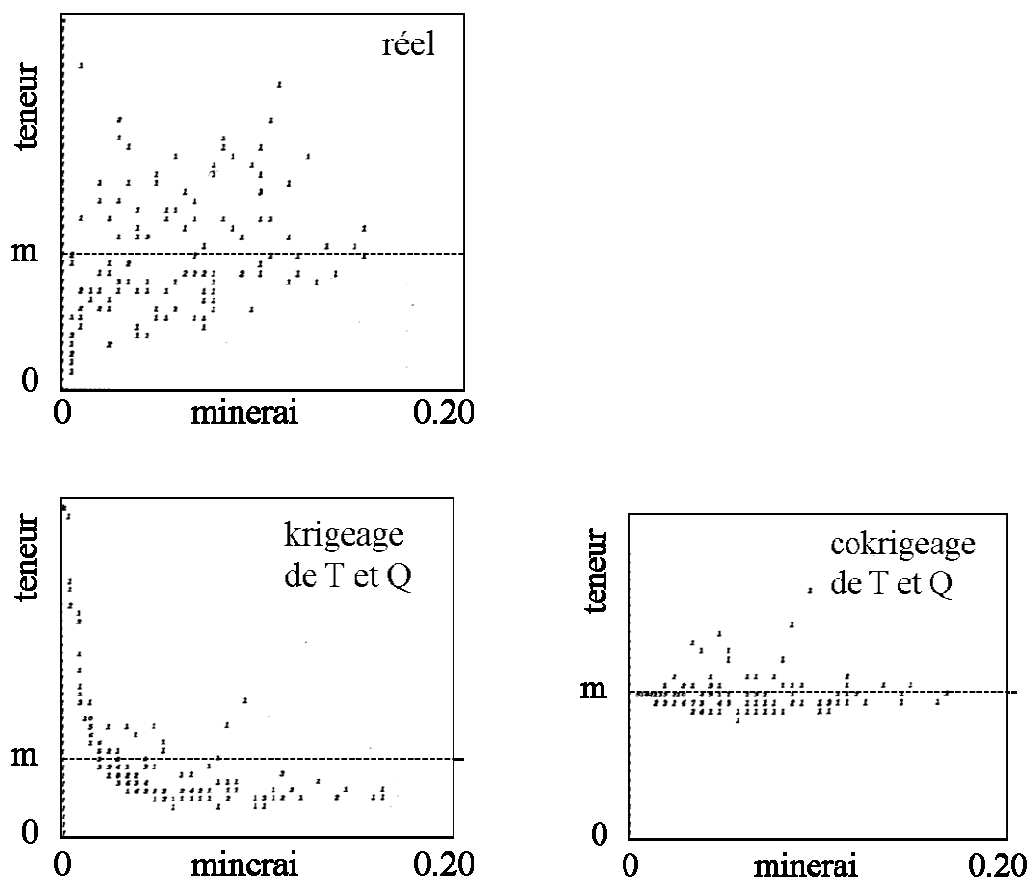 réel
teneur
m
0
0 minerai 0.20
krigeage
de T et Q
teneur
m
0
0 minerai 0.20
cokrigeage
de T et Q
teneur
m
0
0 minerai 0.20